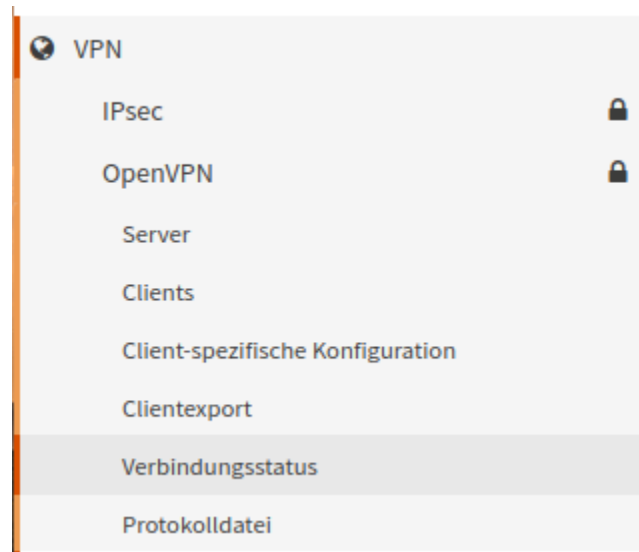 VPN
IPsec
OpenVPN
Server
Clients
Client-spezifische Konfiguration
Clientexport
Verbindungsstatus
Protokolldatei